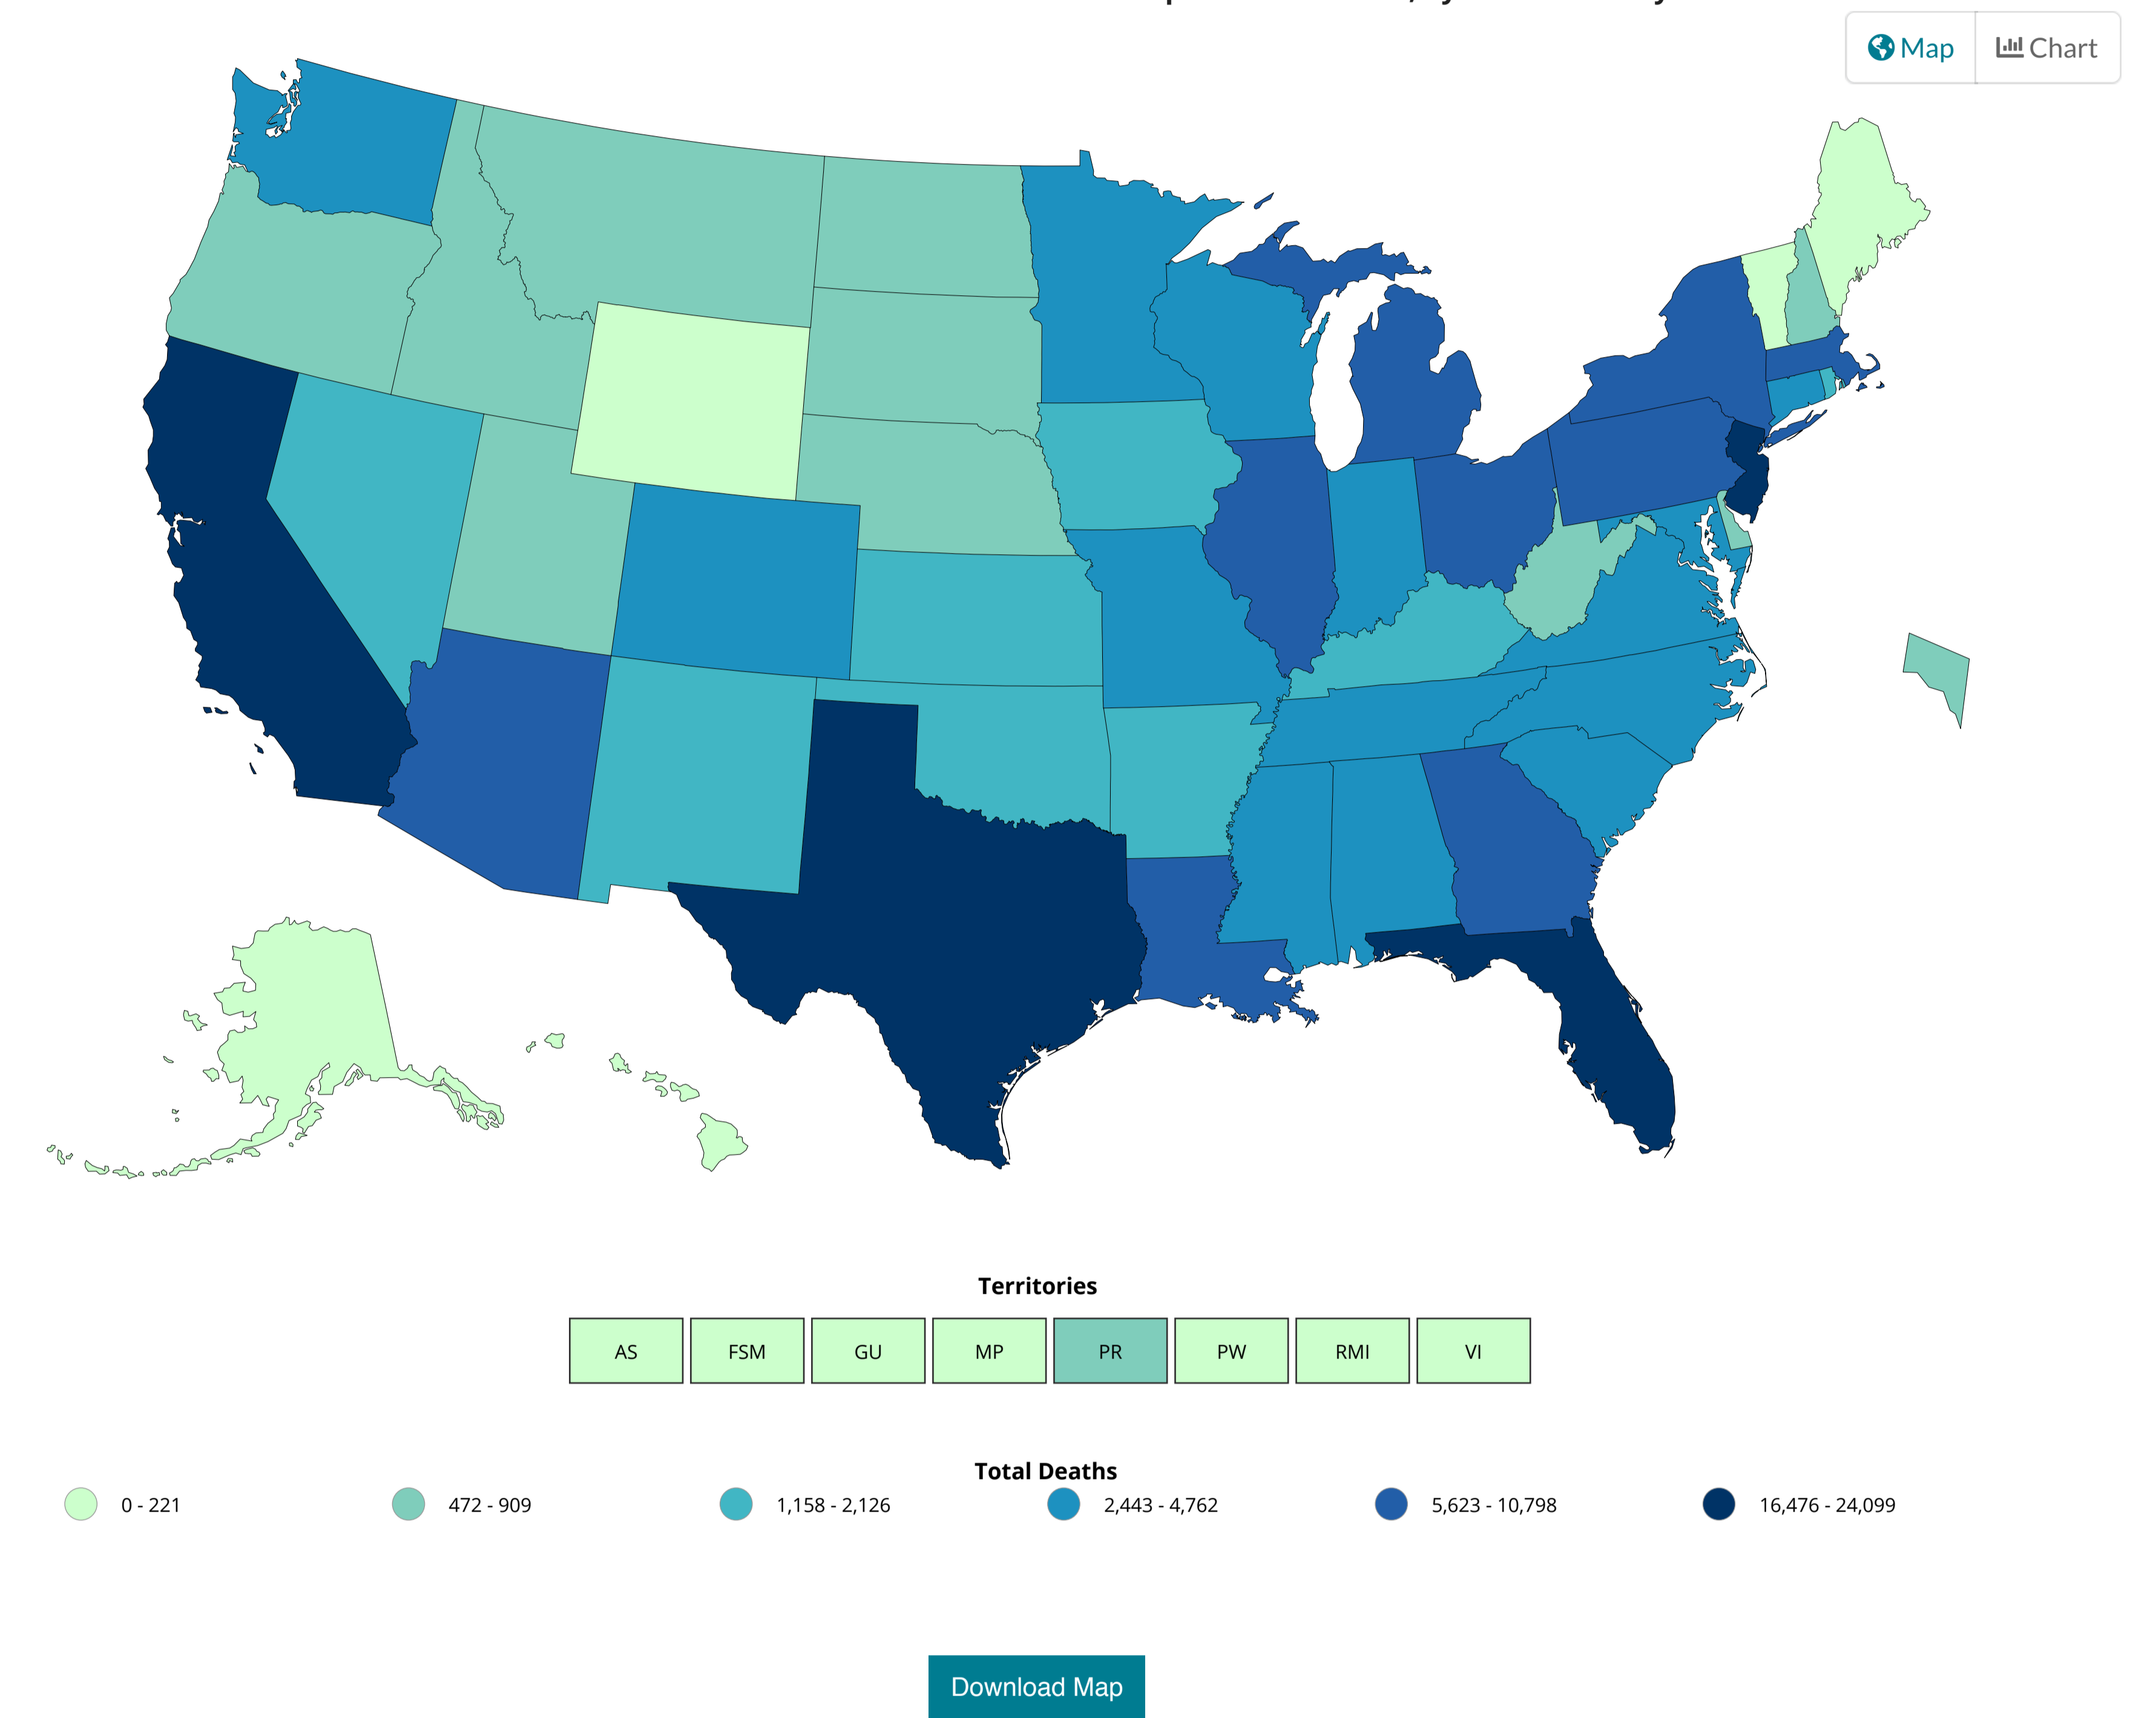 Map
Chart
Territories
AS
FSM
GU
MP
PR
PW
RMI
VI
Total Deaths
0 - 221
472 - 909
1,158 - 2,126
2,443 - 4,762
5,623 - 10,798
16,476 - 24,099
Download Map